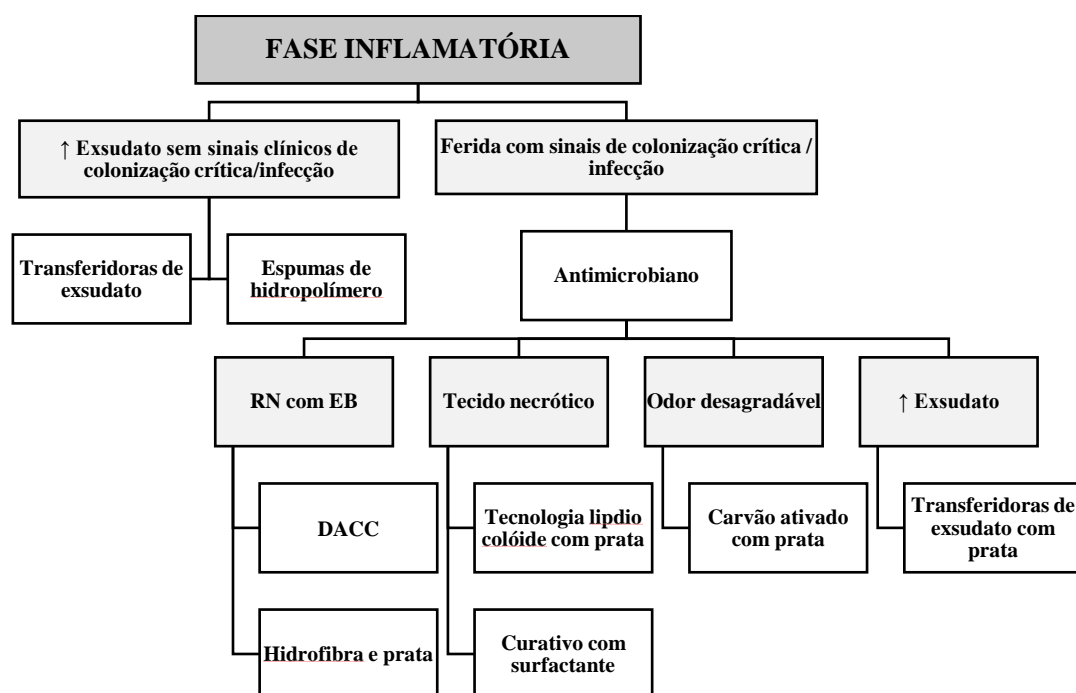 FASE INFLAMATÓRIA
↑ Exsudato sem sinais clínicos de
colonização crítica/infecção
Ferida com sinais de colonização crítica /
infecção
Transferidoras de
exsudato
Espumas de
hidropolímero
Antimicrobiano
RN com EB
Tecido necrótico
Odor desagradável
↑ Exsudato
DACC
Tecnologia lipdio
colóide com prata
Carvão ativado
com prata
Transferidoras de
exsudato com
prata
Hidrofibra e prata
Curativo com
surfactante